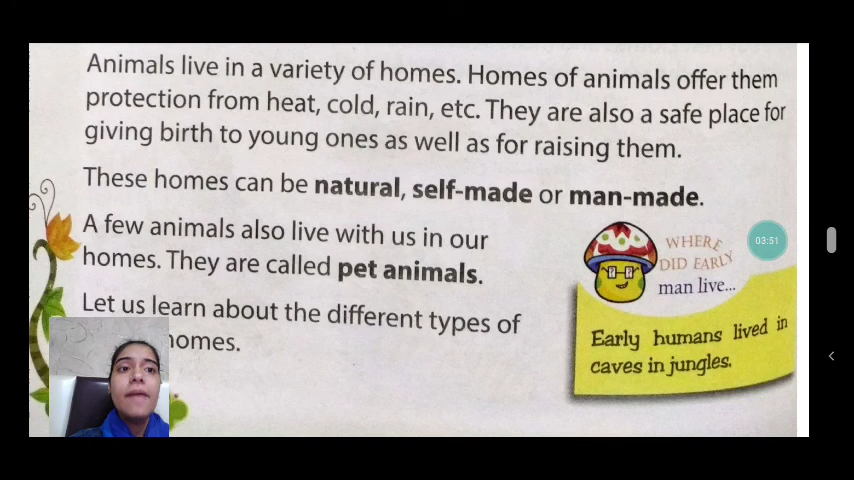 Animals live in a variety of homes. Homes of animals offer them
protection from heat, cold, rain, etc. They are also a safe place for
giving birth to young ones as well as for raising them.
These homes can be natural, self-made or man-made.
A few animals also live with us in our
homes. They are called pet animals.
Let us learn about the different types of
homes.
WHERE
DID EARLY
man live...
03:51
Early humans lived in
caves in jungles.